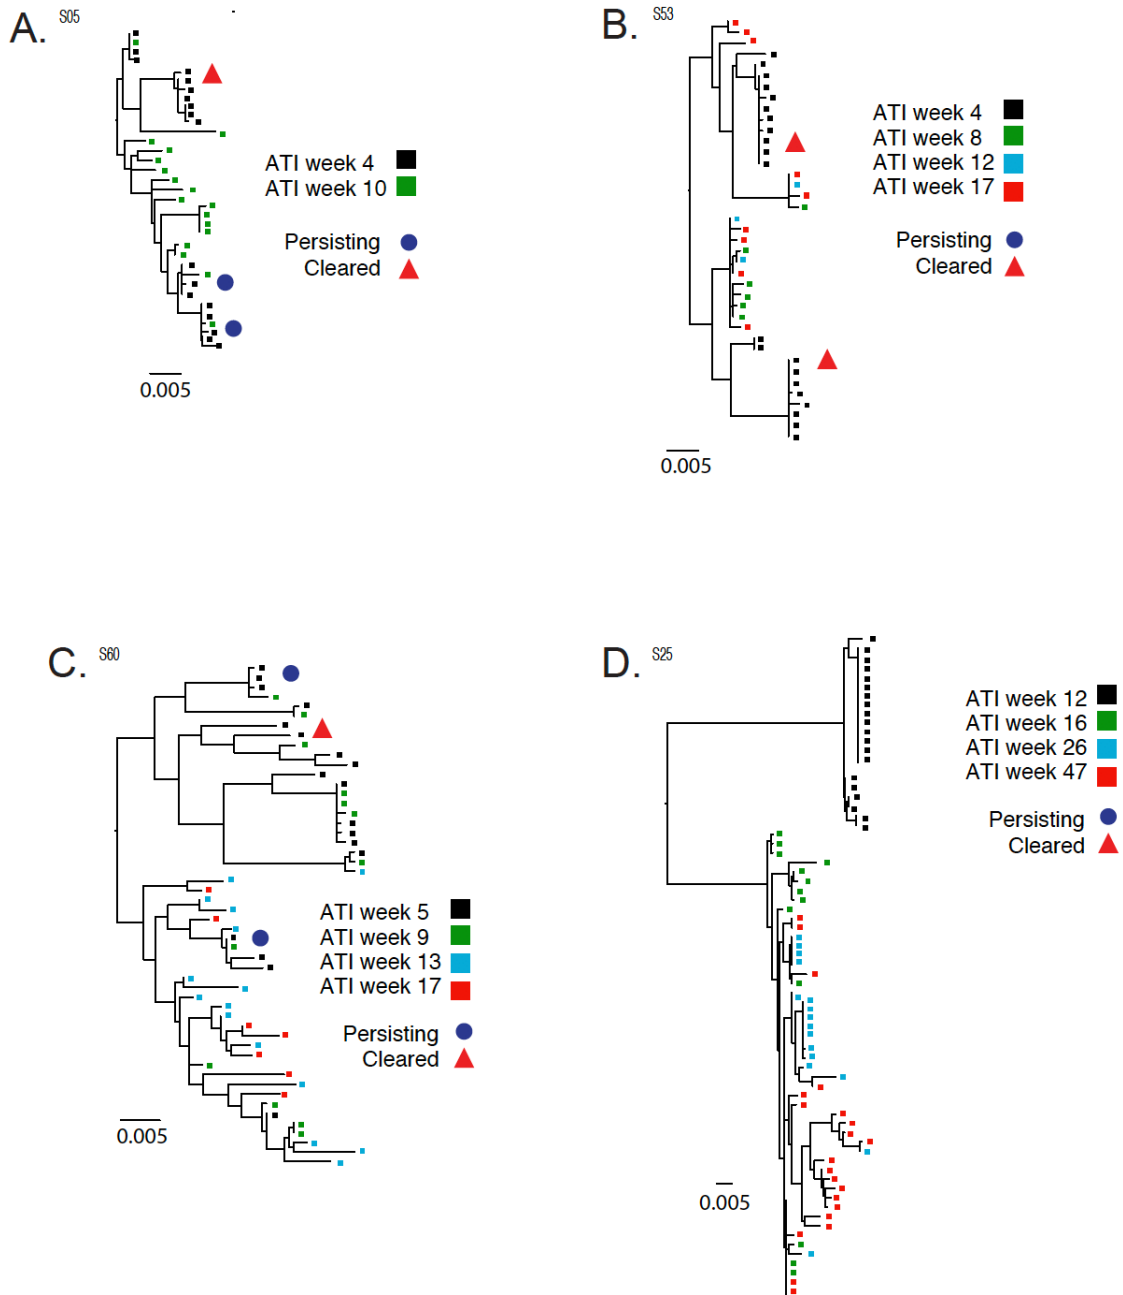 A. S05
ATI week 4
ATI week 10
Persisting
Cleared
0.005
B. S53
ATI week 4
ATI week 8
ATI week 12
ATI week 17
Persisting
Cleared
0.005
C. S60
ATI week 5
ATI week 9
ATI week 13
ATI week 17
Persisting
Cleared
0.005
D. S25
ATI week 12
ATI week 16
ATI week 26
ATI week 47
Persisting
Cleared
0.005